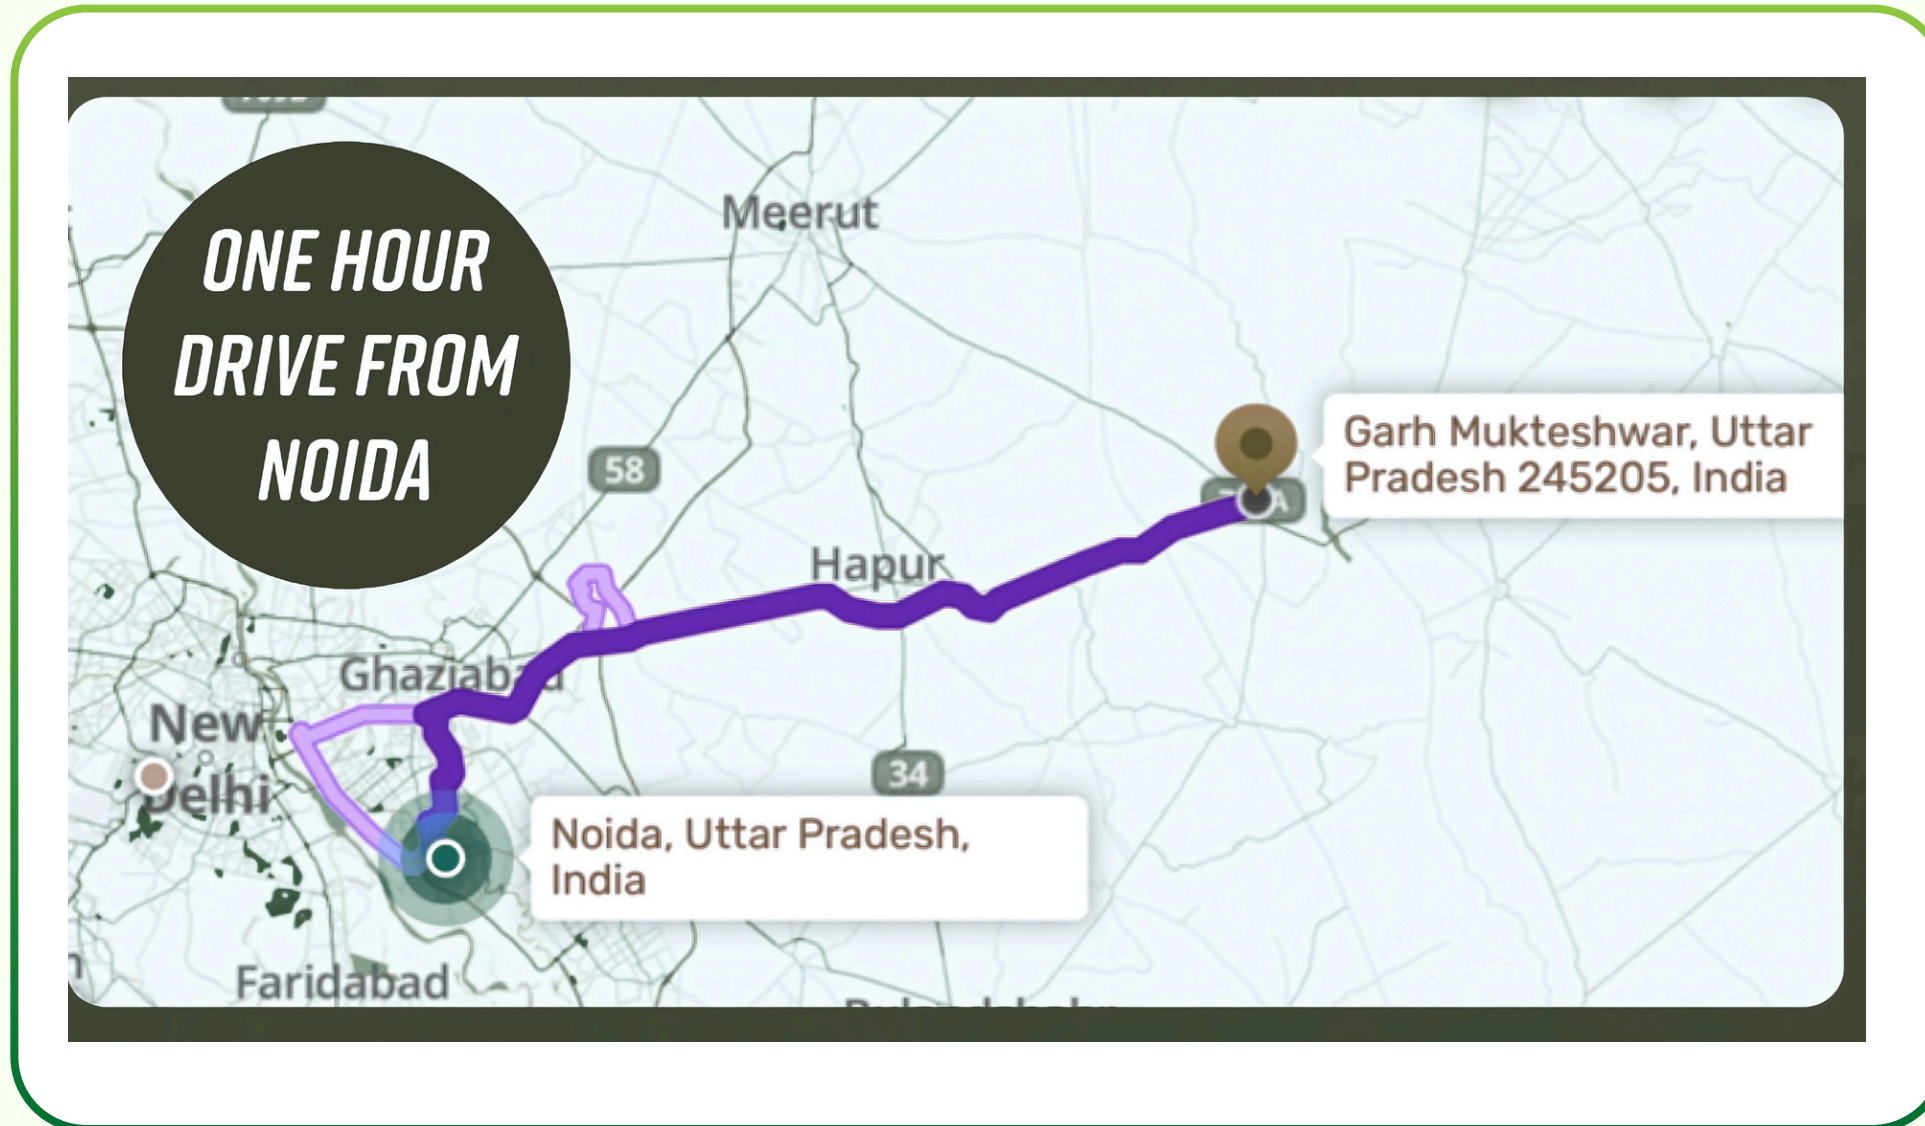 ONE HOUR
DRIVE FROM
NOIDA
Meerut
58
Garh Mukteshwar, Uttar
Pradesh 245205, India
Hapur
Ghaziabad
New
Delhi
34
Noida, Uttar Pradesh,
India
Faridabad